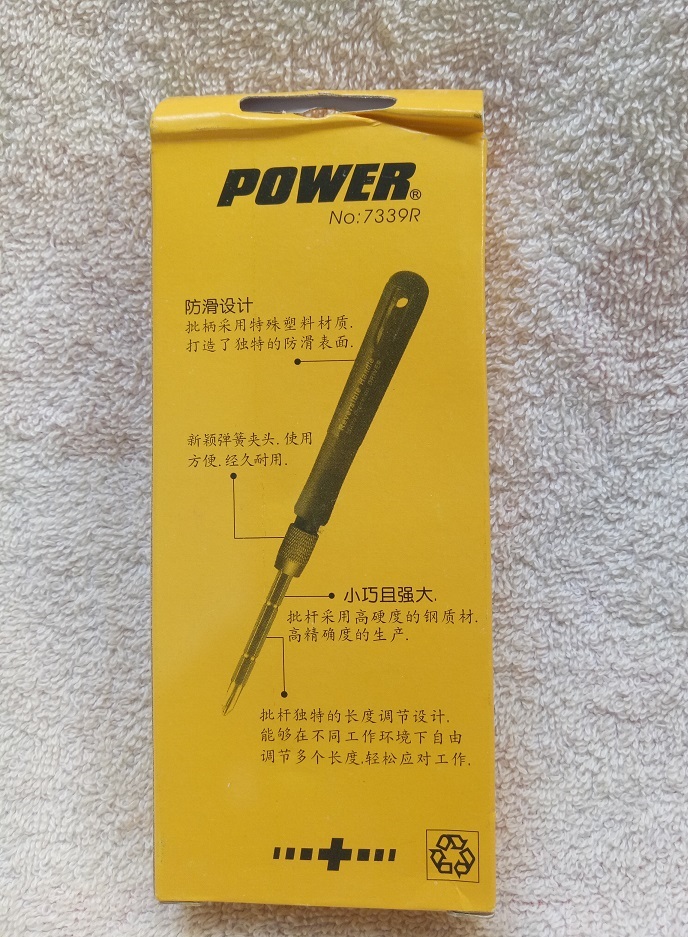 POWER®
No:7339R
防滑设计
批柄采用特殊塑料材质.
打造了独特的防滑表面.
Reversible Handle
新颖弹簧夹头.使用
方便.经久耐用.
小巧且强大.
批杆采用高硬度的钢质材.
高精确度的生产.
批杆独特的长度调节设计.
能够在不同工作环境下自由
调节多个长度.轻松应对工作.